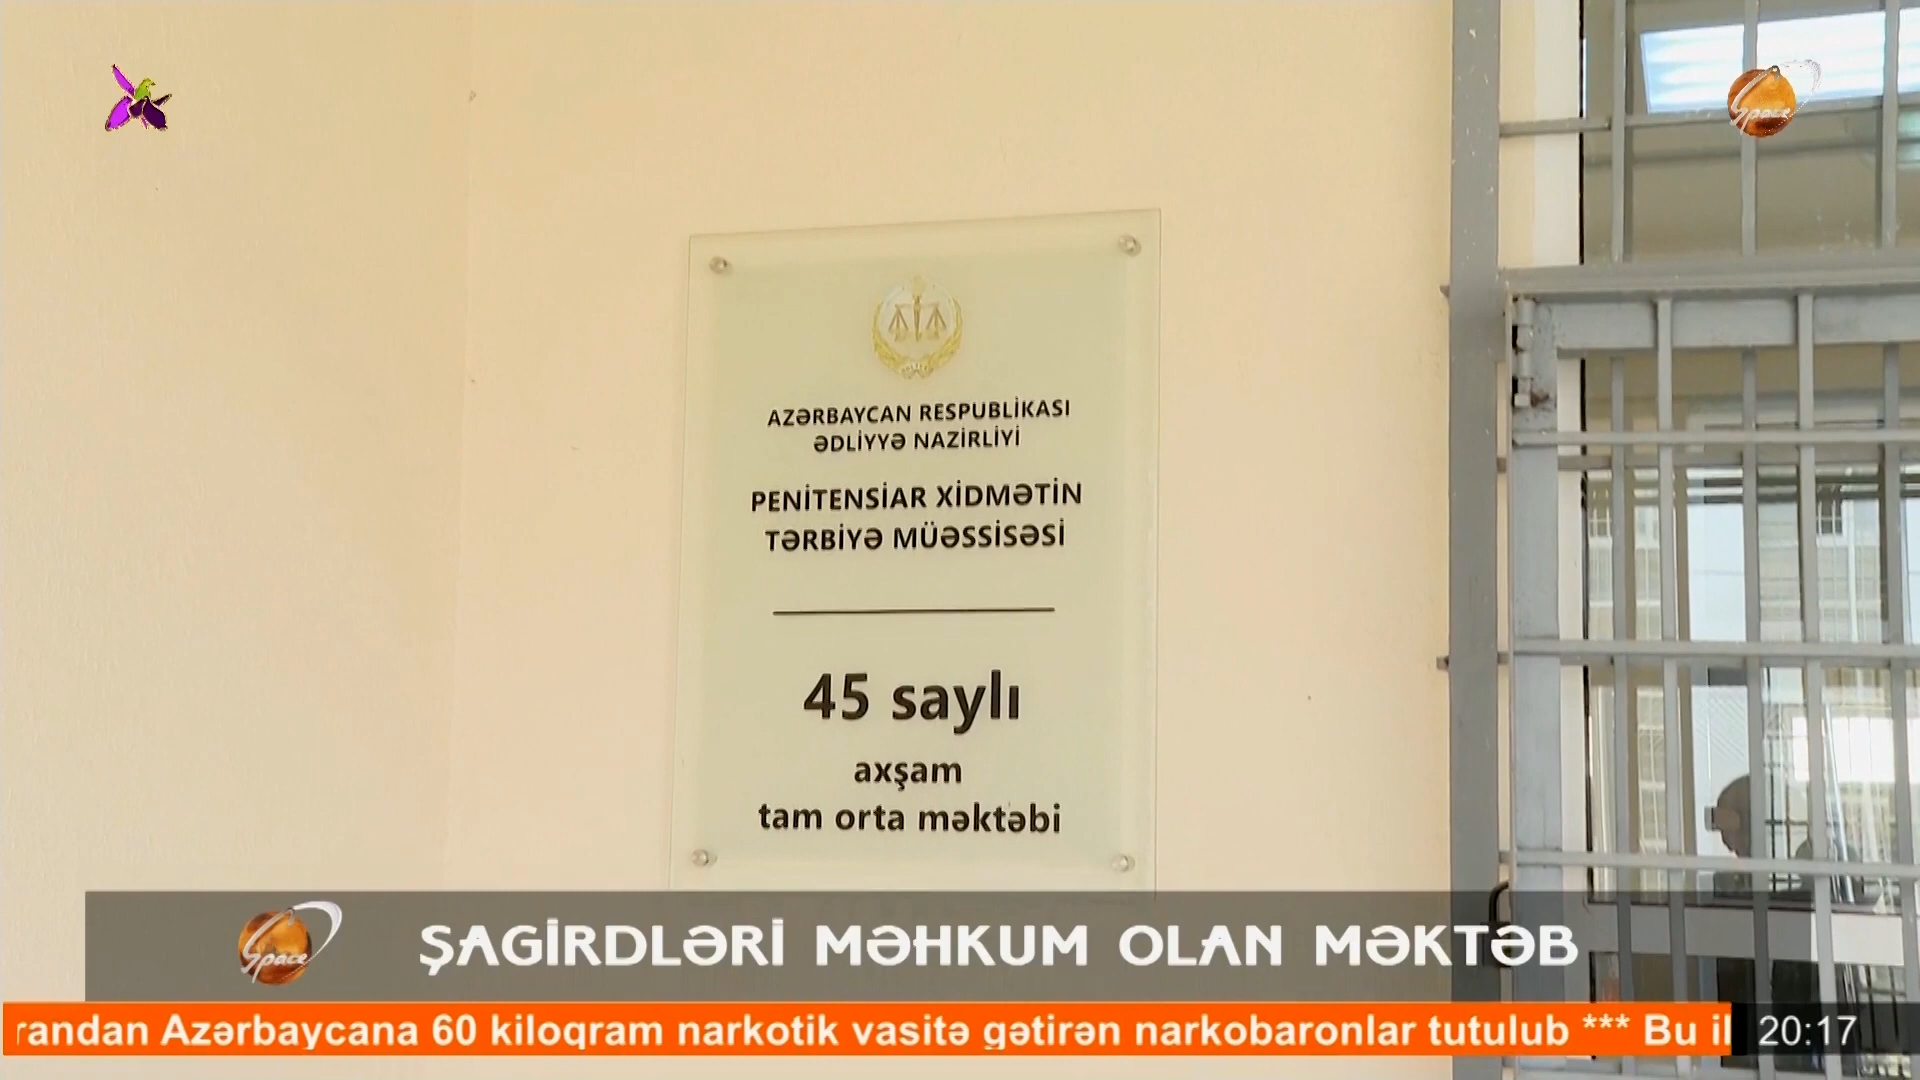 Space
AZƏRBAYCAN RESPUBLİKASI
ƏDLİYYƏ NAZİRLİYİ
PENİTENSİAR XİDMƏTİN
TƏRBİYƏ MÜƏSSİSƏSİ
45 saylı
axşam
tam orta məktəbi
Space
ŞAGİRDLƏRİ MƏHKUM OLAN MƏKTƏB
randan Azərbaycana 60 kiloqram narkotik vasitə gətirən narkobaronlar tutulub *** Bu il
20:17